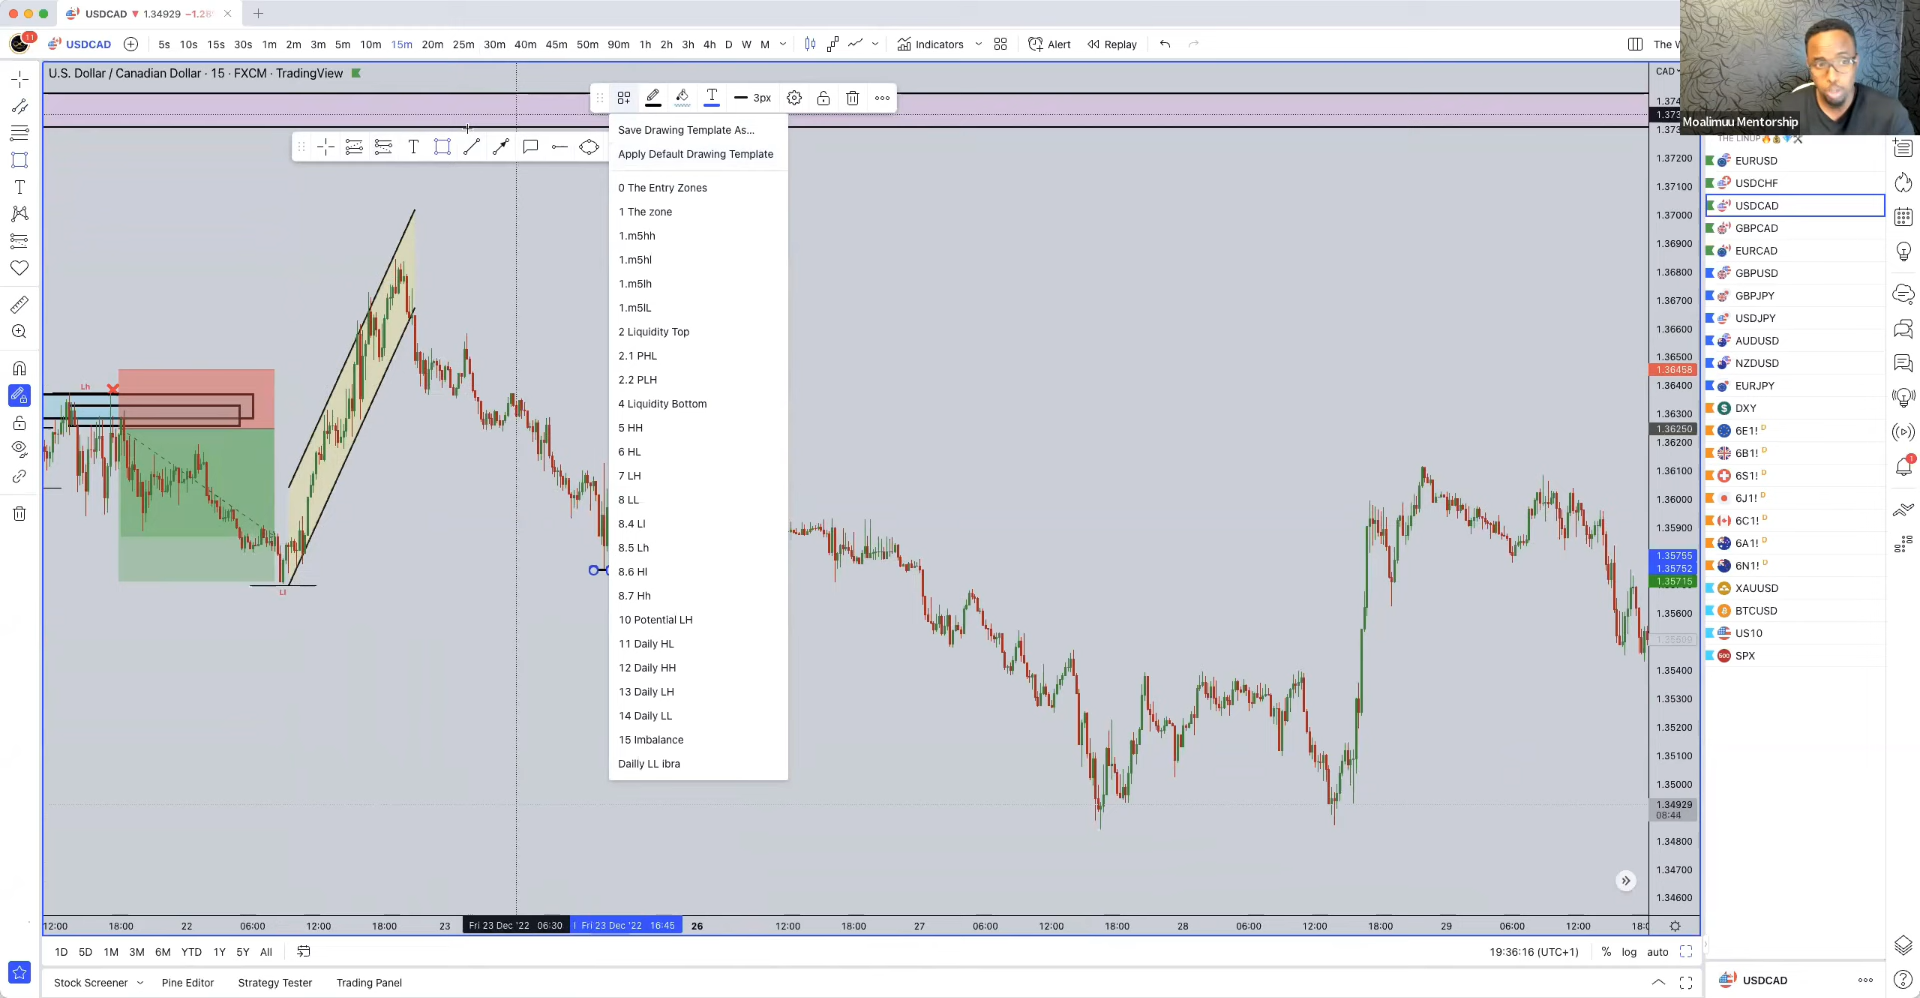 USDCAD ▼ 1.34929 −1.28
11
USDCAD
5s 10s 15s 30s 1m 2m 3m 5m 10m 15m 20m 25m 30m 40m 45m 50m 90m 1h 2h 3h 4h D W M
Indicators
Alert
Replay
The W
U.S. Dollar / Canadian Dollar · 15 · FXCM · TradingView
CAD
3px
Moalimuu Mentorship
Save Drawing Template As...
Apply Default Drawing Template
0 The Entry Zones
1 The zone
1.m5hh
1.m5hl
1.m5lh
1.m5lL
2 Liquidity Top
2.1 PHL
2.2 PLH
4 Liquidity Bottom
5 HH
6 HL
7 LH
8 LL
8.4 Ll
8.5 Lh
8.6 Hl
8.7 Hh
10 Potential LH
11 Daily HL
12 Daily HH
13 Daily LH
14 Daily LL
15 Imbalance
Dailly LL ibra
Lh
Ll
1.37200
1.37100
1.37000
1.36900
1.36800
1.36700
1.36600
1.36500
1.36458
1.36400
1.36300
1.36250
1.36200
1.36100
1.36000
1.35900
1.35755
1.35752
1.35715
1.35600
1.35400
1.35300
1.35200
1.35100
1.35000
1.34929
08:44
1.34800
1.34700
1.34600
THE LINUP
EURUSD
USDCHF
USDCAD
GBPCAD
EURCAD
GBPUSD
GBPJPY
USDJPY
AUDUSD
NZDUSD
EURJPY
DXY
6E1! D
6B1! D
6S1! D
6J1! D
6C1! D
6A1! D
6N1! D
XAUUSD
BTCUSD
US10
SPX
1
12:00 18:00 22 06:00 12:00 18:00 23 Fri 23 Dec '22 06:30 Fri 23 Dec '22 16:45 26 12:00 18:00 27 06:00 12:00 18:00 28 06:00 12:00 18:00 29 06:00 12:00 18:0
1D 5D 1M 3M 6M YTD 1Y 5Y All
19:36:16 (UTC+1) % log auto
Stock Screener Pine Editor Strategy Tester Trading Panel
USDCAD